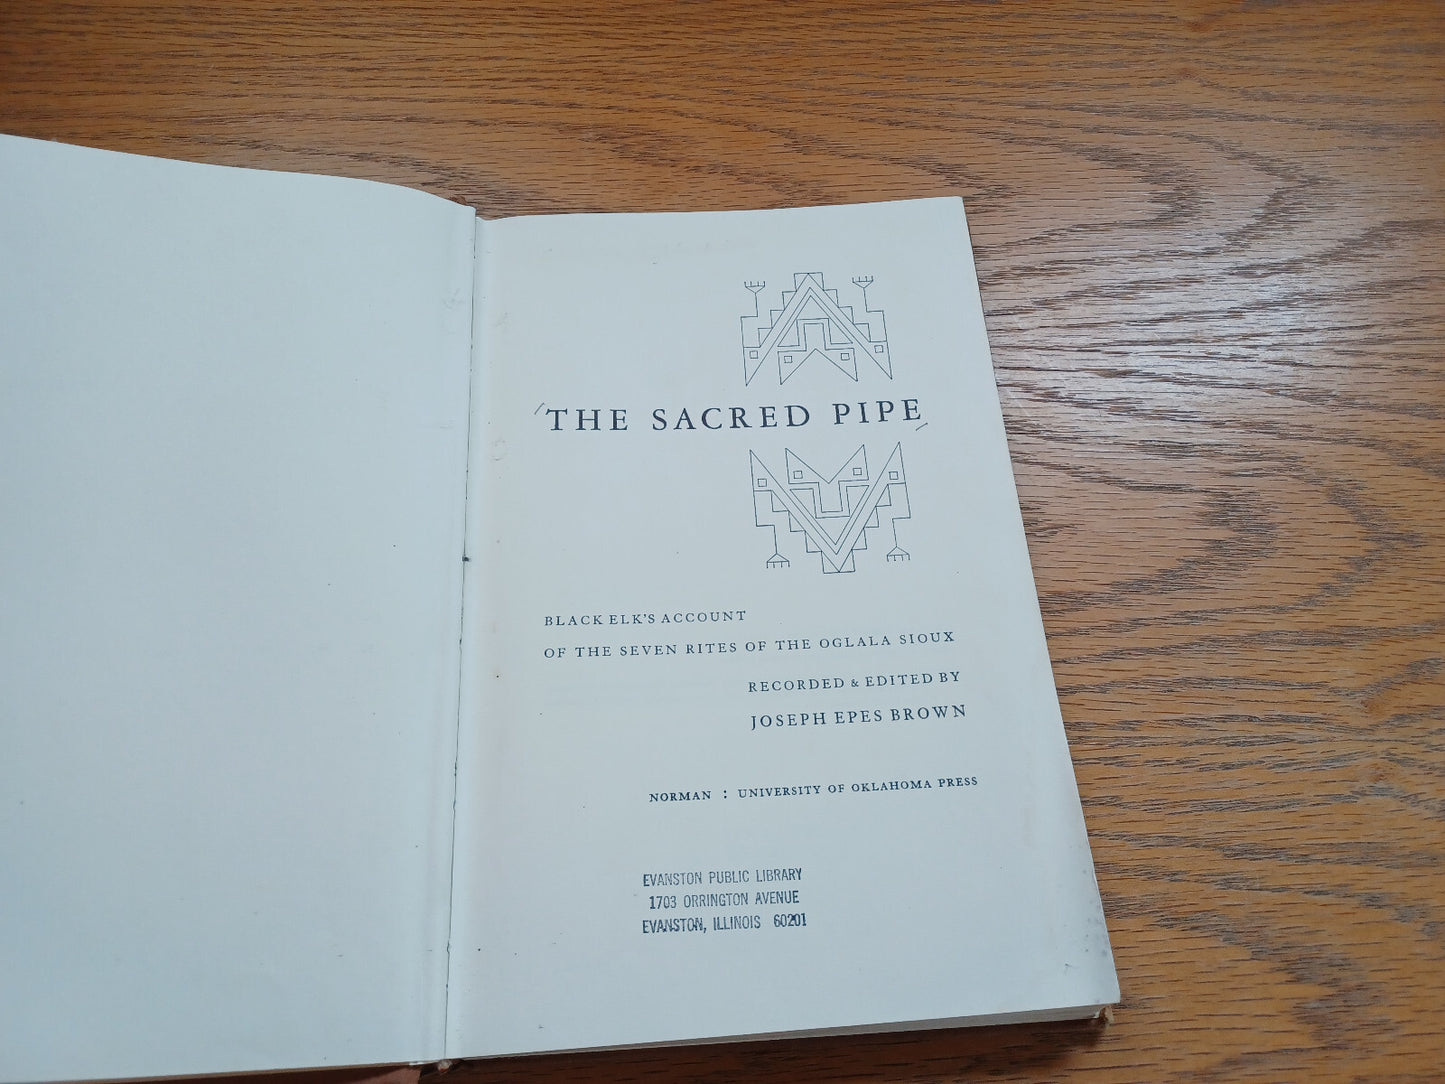 THE SACRED PIPE
BLACK ELK'S ACCOUNT
OF THE SEVEN RITES OF THE OGLALA SIOUX
RECORDED & EDITED BY
JOSEPH EPES BROWN
NORMAN : UNIVERSITY OF OKLAHOMA PRESS
EVANSTON PUBLIC LIBRARY
1703 ORRINGTON AVENUE
EVANSTON, ILLINOIS 60201